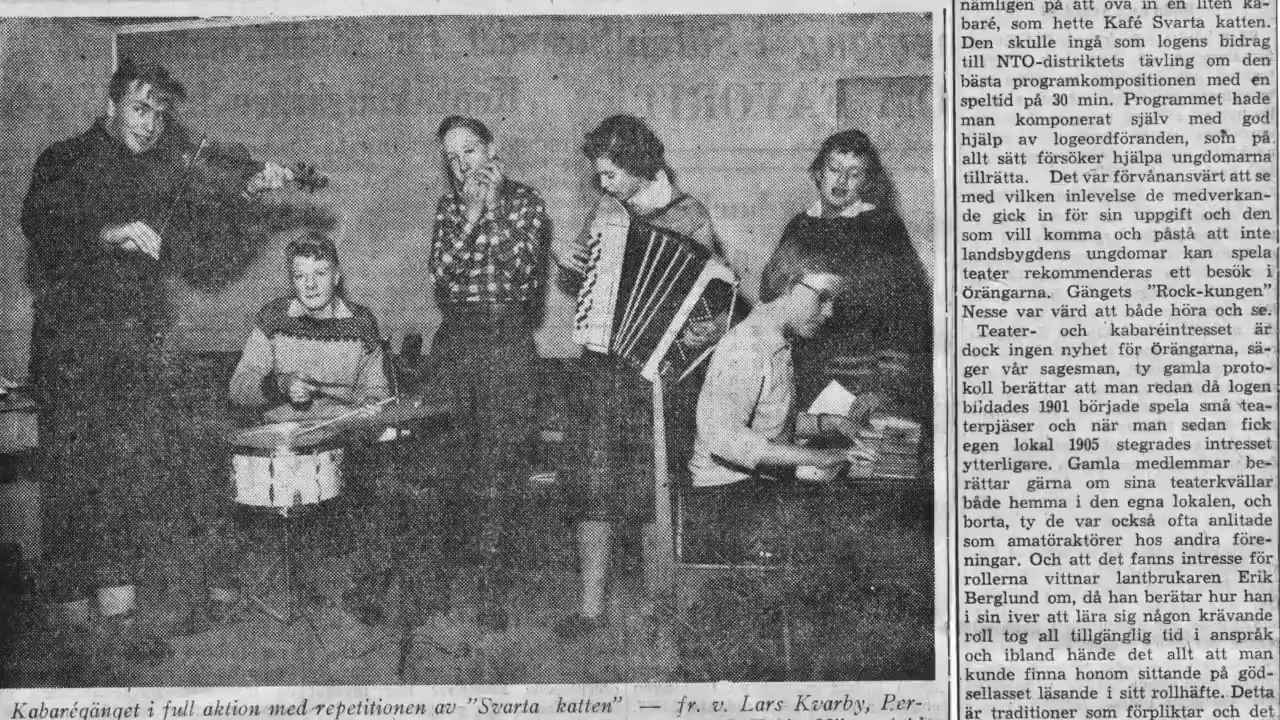 Kabarégänget i full aktion med repetitionen av "Svarta katten" — fr. v. Lars Kvarby, Per-
nämligen på att öva in en liten ka-
baré, som hette Kafé Svarta katten.
Den skulle ingå som logens bidrag
till NTO-distriktets tävling om den
bästa programkompositionen med en
speltid på 30 min. Programmet hade
man komponerat själv med god
hjälp av logeordföranden, som på
allt sätt försöker hjälpa ungdomarna
tillrätta. Det var förvånansvärt att se
med vilken inlevelse de medverkan-
de gick in för sin uppgift och den
som vill komma och påstå att inte
landsbygdens ungdomar kan spela
teater rekommenderas ett besök i
Örängarna. Gängets "Rock-kungen"
Nesse var värd att både höra och se.
Teater- och kabaréintresset är
dock ingen nyhet för Örängarna, sä-
ger vår sagesman, ty gamla proto-
koll berättar att man redan då logen
bildades 1901 började spela små tea-
terpjäser och när man sedan fick
egen lokal 1905 stegrades intresset
ytterligare. Gamla medlemmar be-
rättar gärna om sina teaterkvällar
både hemma i den egna lokalen, och
borta, ty de var också ofta anlitade
som amatöraktörer hos andra före-
ningar. Och att det fanns intresse för
rollerna vittnar lantbrukaren Erik
Berglund om, då han berätar hur han
i sin iver att lära sig någon krävande
roll tog all tillgänglig tid i anspråk
och ibland hände det allt att man
kunde finna honom sittande på göd-
sellasset läsande i sitt rollhäfte. Detta
är traditioner som förpliktar och det